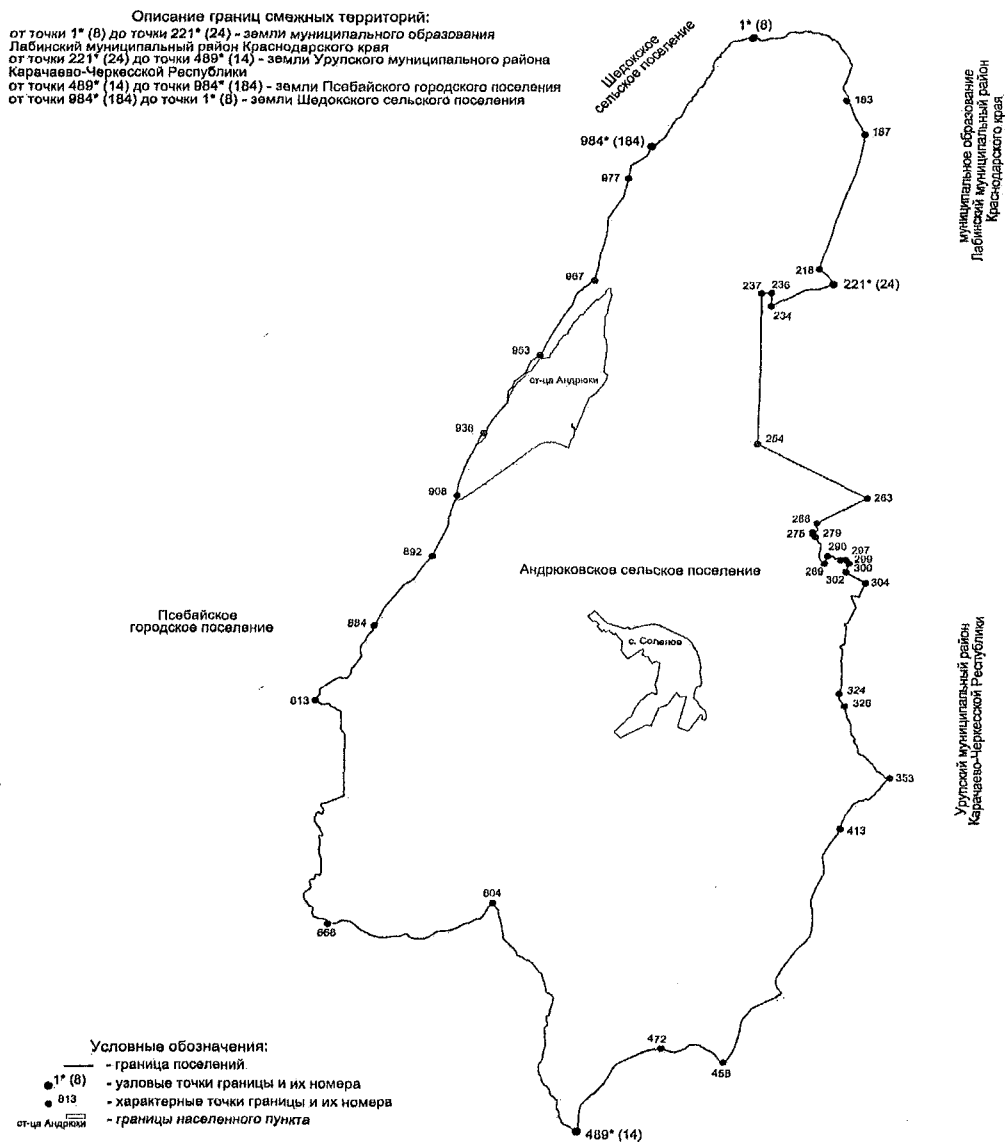 Описание границ смежных территорий:
от точки 1* (8) до точки 221* (24) - земли муниципального образования
Лабинский муниципальный район Краснодарского края
от точки 221* (24) до точки 489* (14) - земли Урупского муниципального района
Карачаево-Черкесской Республики
от точки 489* (14) до точки 984* (184) - земли Псебайского городского поселения
от точки 984* (184) до точки 1* (8) - земли Шедокского сельского поселения
Шедокское
сельское поселение
1* (8)
183
187
984* (184)
977
муниципальное образование
Лабинский муниципальный район
Краснодарского края
218
221* (24)
967
237
236
234
953
ст-ца Андрюки
938
254
908
263
268
275
279
290
297
299
289
300
302
304
892
Андрюковское сельское поселение
Псебайское
городское поселение
884
с. Соленое
Урупский муниципальный район
Карачаево-Черкесской Республики
813
324
326
353
413
604
668
472
458
489* (14)
Условные обозначения:
- граница поселений
1* (8) - узловые точки границы и их номера
813 - характерные точки границы и их номера
ст-ца Андрюки - границы населенного пункта